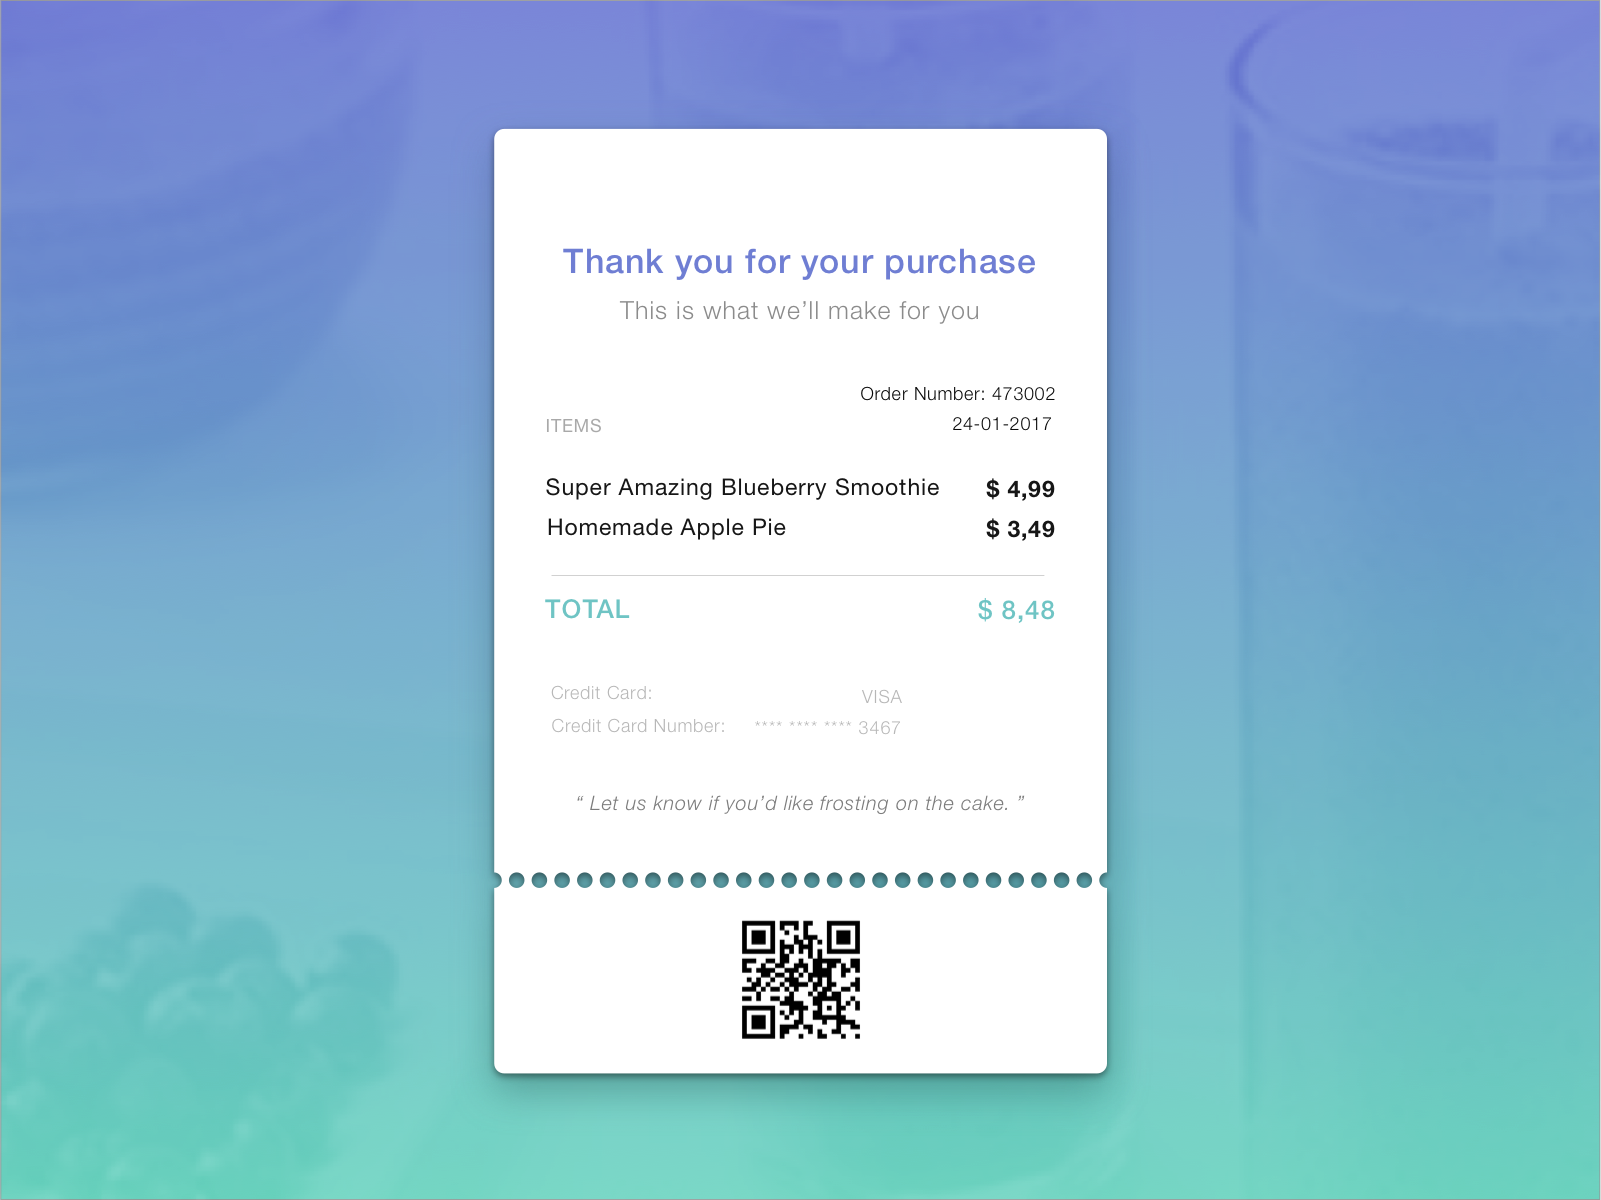 Thank you for your purchase
This is what we’ll make for you
Order Number: 473002
ITEMS 24-01-2017
Super Amazing Blueberry Smoothie $ 4,99
Homemade Apple Pie $ 3,49
TOTAL $ 8,48
Credit Card: VISA
Credit Card Number: **** **** **** 3467
“ Let us know if you’d like frosting on the cake. ”